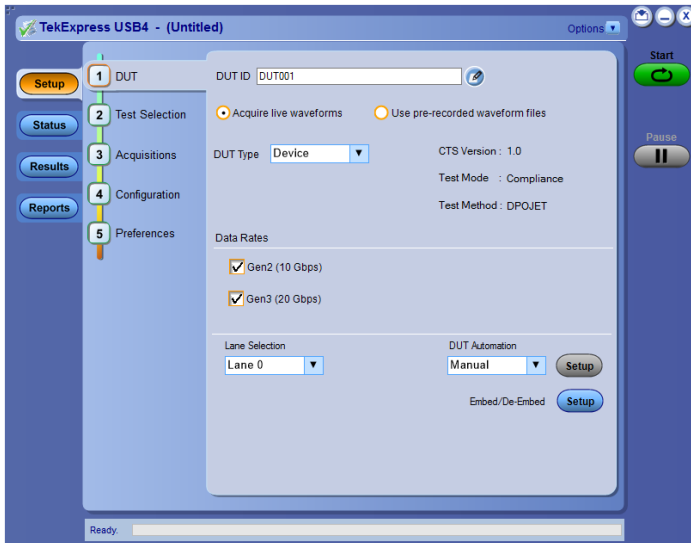 TekExpress USB4 - (Untitled)
Options
Start
Pause
Setup
Status
Results
Reports
1 DUT
2 Test Selection
3 Acquisitions
4 Configuration
5 Preferences
DUT ID DUT001
Acquire live waveforms
Use pre-recorded waveform files
DUT Type Device
CTS Version : 1.0
Test Mode : Compliance
Test Method : DPOJET
Data Rates
Gen2 (10 Gbps)
Gen3 (20 Gbps)
Lane Selection
Lane 0
DUT Automation
Manual
Setup
Embed/De-Embed
Setup
Ready.